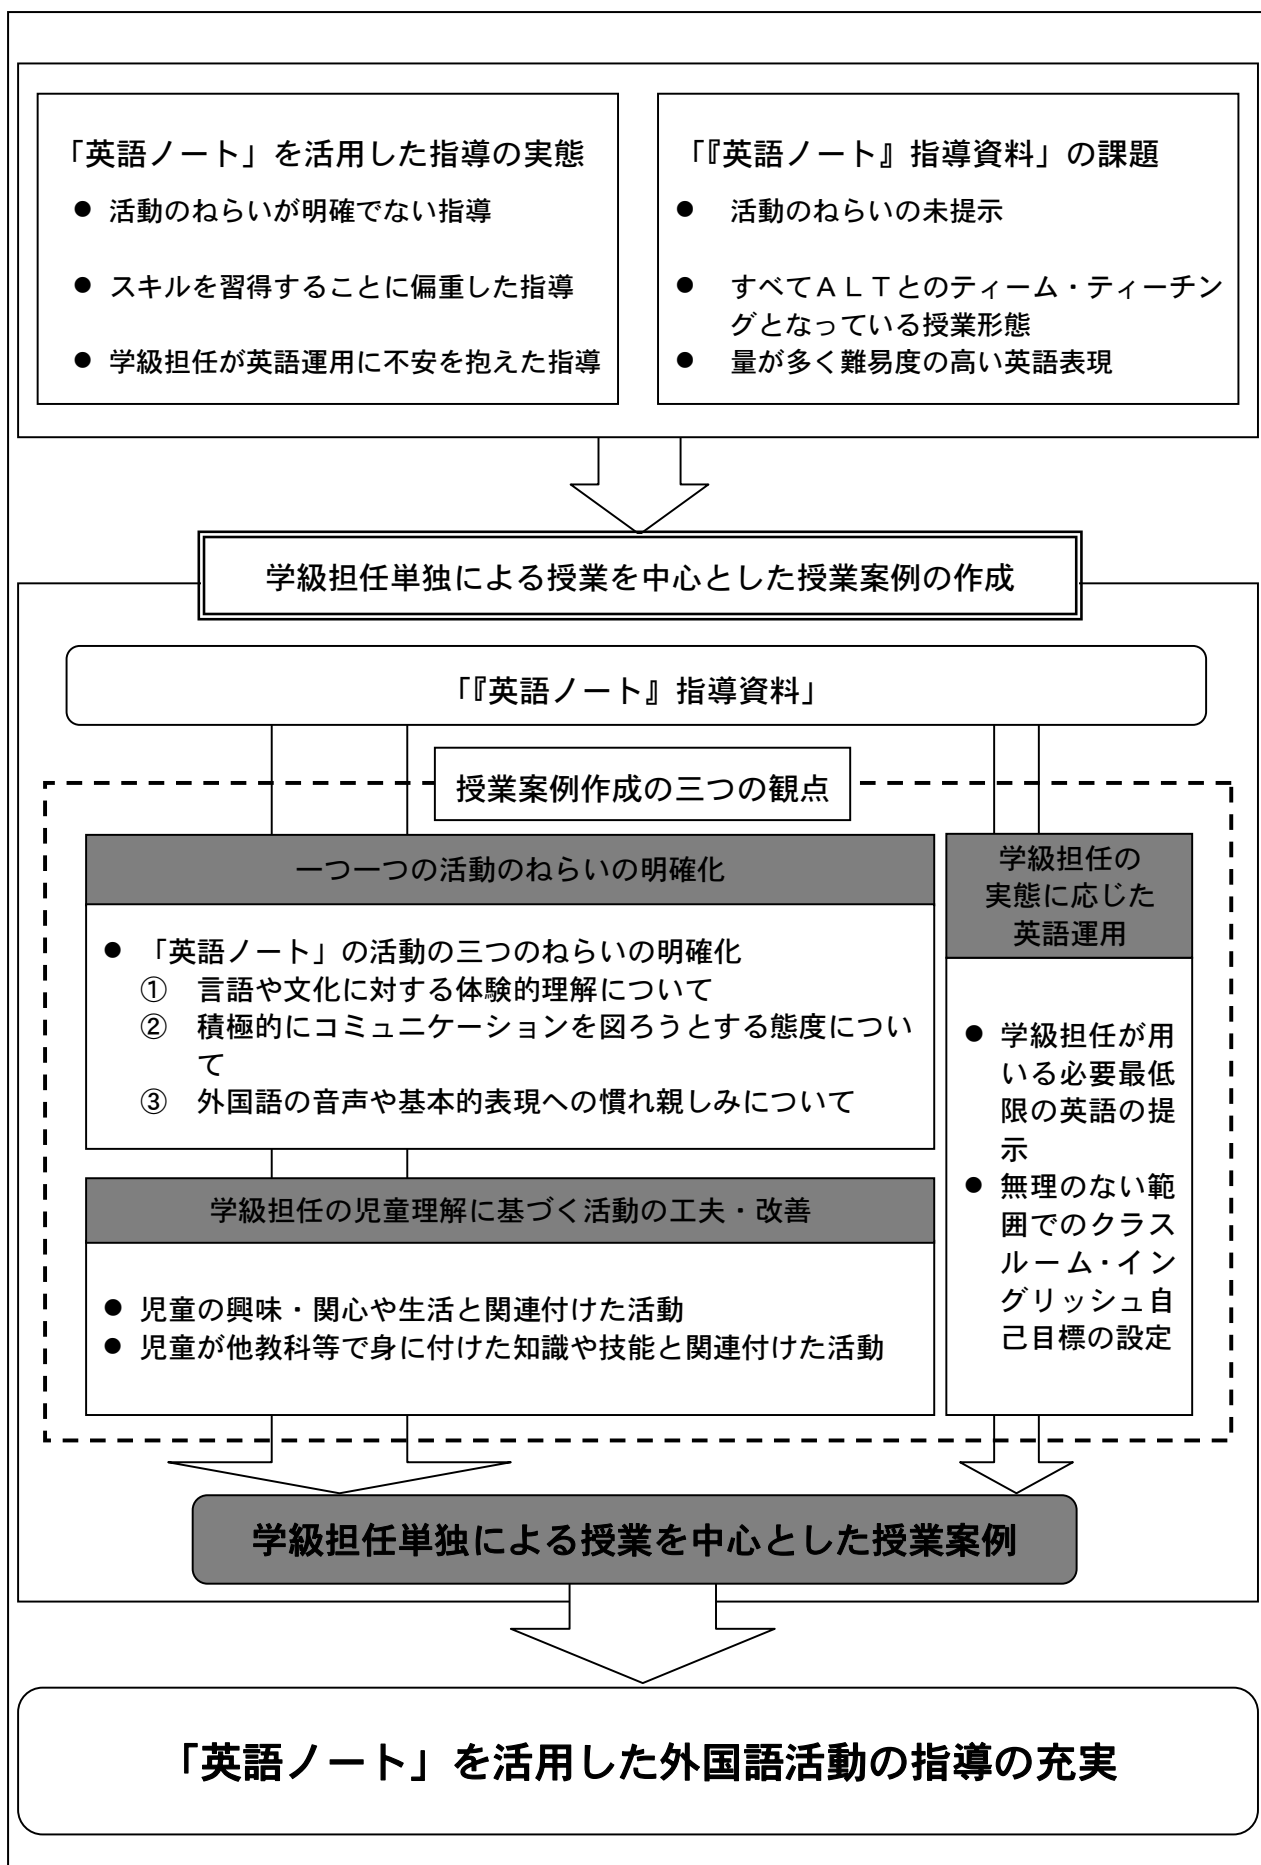 「英語ノート」を活用した指導の実態
● 活動のねらいが明確でない指導
● スキルを習得することに偏重した指導
● 学級担任が英語運用に不安を抱えた指導
「『英語ノート』指導資料」の課題
● 活動のねらいの未提示
● すべてＡＬＴとのティーム・ティーチン
グとなっている授業形態
● 量が多く難易度の高い英語表現
学級担任単独による授業を中心とした授業案例の作成
「『英語ノート』指導資料」
授業案例作成の三つの観点
一つ一つの活動のねらいの明確化
● 「英語ノート」の活動の三つのねらいの明確化
① 言語や文化に対する体験的理解について
② 積極的にコミュニケーションを図ろうとする態度につい
て
③ 外国語の音声や基本的表現への慣れ親しみについて
学級担任の児童理解に基づく活動の工夫・改善
● 児童の興味・関心や生活と関連付けた活動
● 児童が他教科等で身に付けた知識や技能と関連付けた活動
学級担任の
実態に応じた
英語運用
● 学級担任が用
いる必要最低
限の英語の提
示
● 無理のない範
囲でのクラス
ルーム・イン
グリッシュ自
己目標の設定
学級担任単独による授業を中心とした授業案例
「英語ノート」を活用した外国語活動の指導の充実